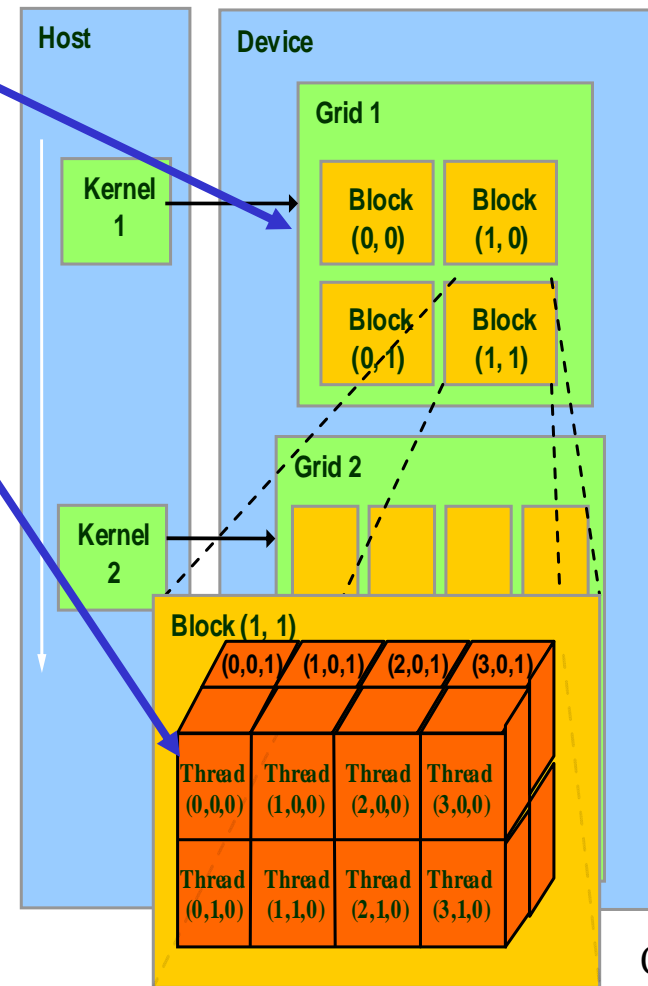 Host
Device
Grid 1
Kernel
1
Block
(0, 0)
Block
(1, 0)
Block
(0, 1)
Block
(1, 1)
Grid 2
Kernel
2
Block (1, 1)
(0,0,1) (1,0,1) (2,0,1) (3,0,1)
Thread
(0,0,0)
Thread
(1,0,0)
Thread
(2,0,0)
Thread
(3,0,0)
Thread
(0,1,0)
Thread
(1,1,0)
Thread
(2,1,0)
Thread
(3,1,0)